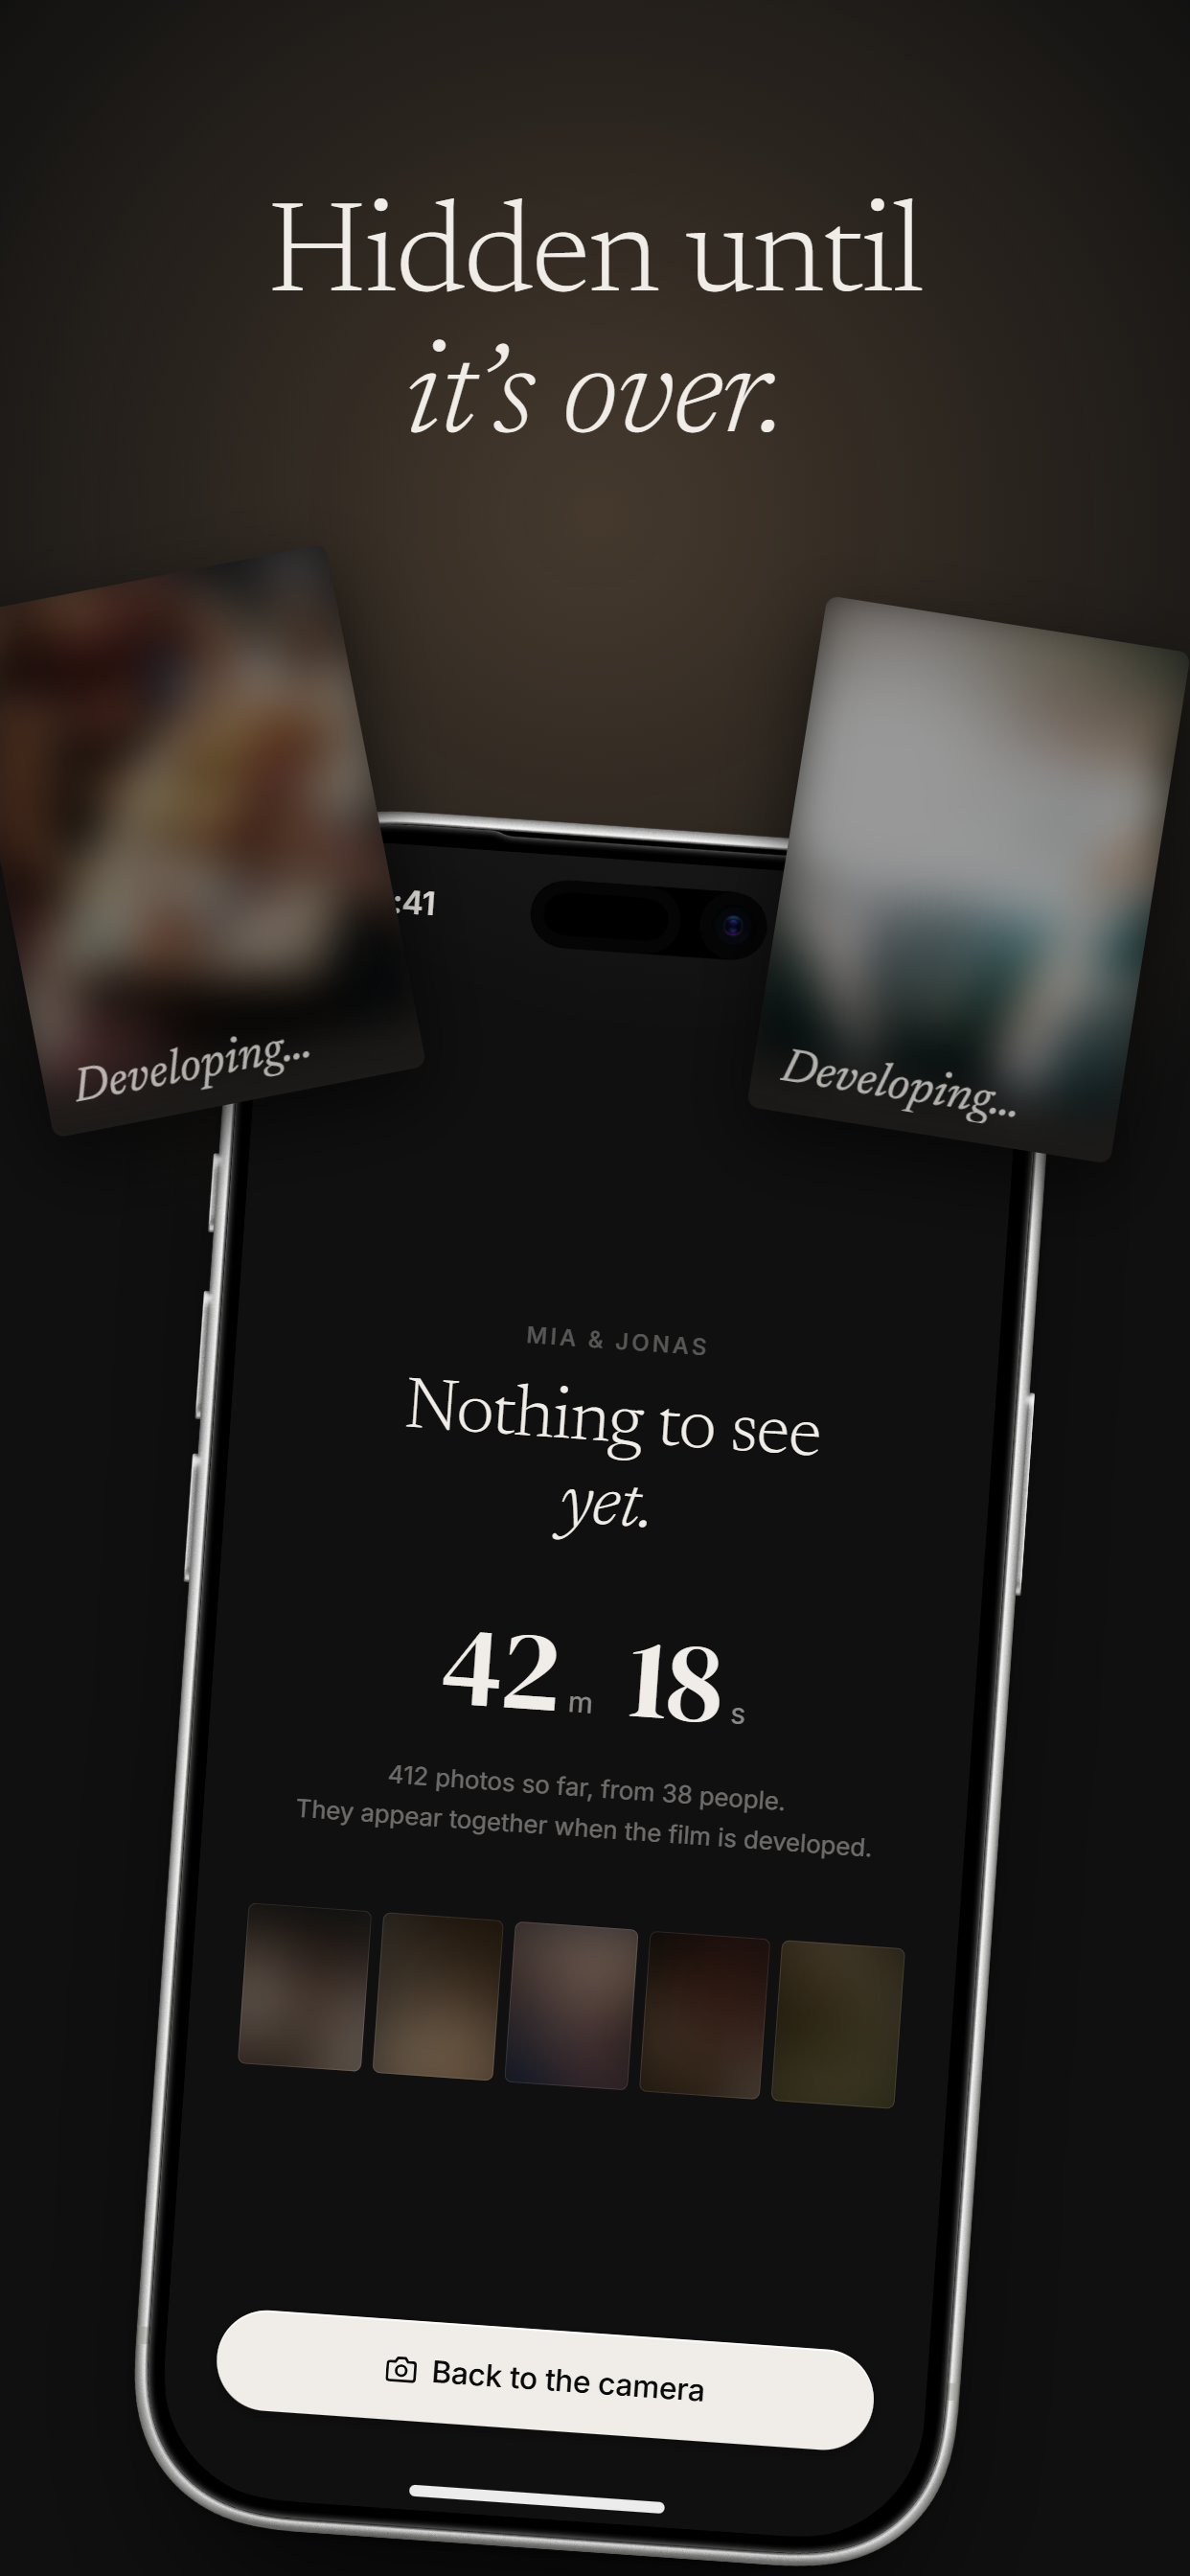 Hidden until
it’s over.
:41
Developing...
Developing...
MIA & JONAS
Nothing to see
yet.
42 m 18 s
412 photos so far, from 38 people.
They appear together when the film is developed.
Back to the camera